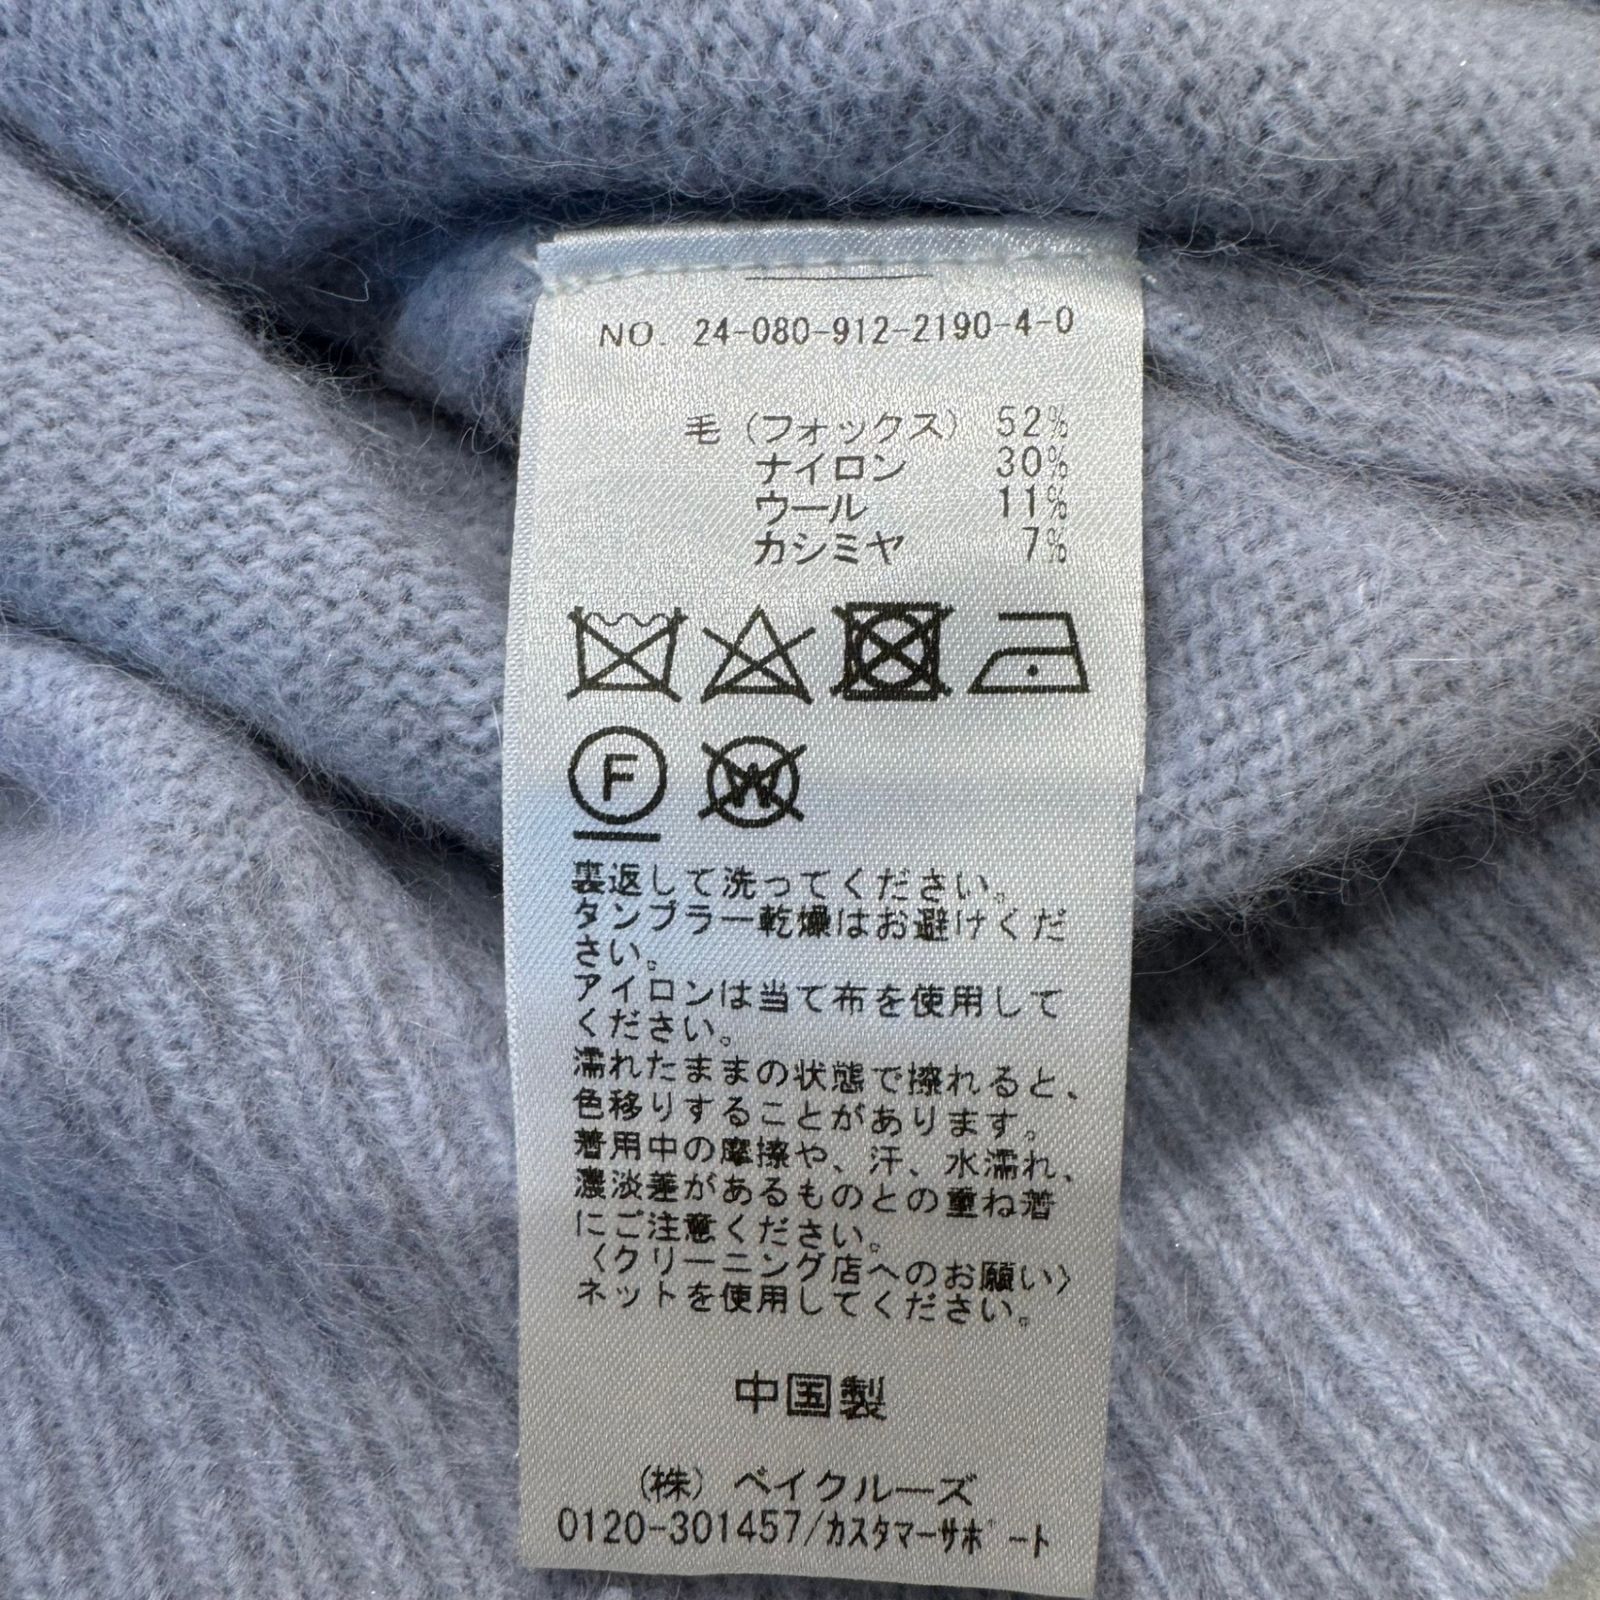 NO. 24-080-912-2190-4-0
毛（フォックス） 52%
ナイロン 30%
ウール 11%
カシミヤ 7%
F
W
裏返して洗ってください。
タンブラー乾燥はお避けくだ
さい。
アイロンは当て布を使用して
ください。
濡れたままの状態で擦れると、
色移りすることがあります。
着用中の摩擦や、汗、水濡れ、
濃淡差があるものとの重ね着
にご注意ください。
〈クリーニング店へのお願い〉
ネットを使用してください。
中国製
（株）ベイクルーズ
0120-301457/ｶｽﾀﾏｰｻﾎﾟｰﾄ